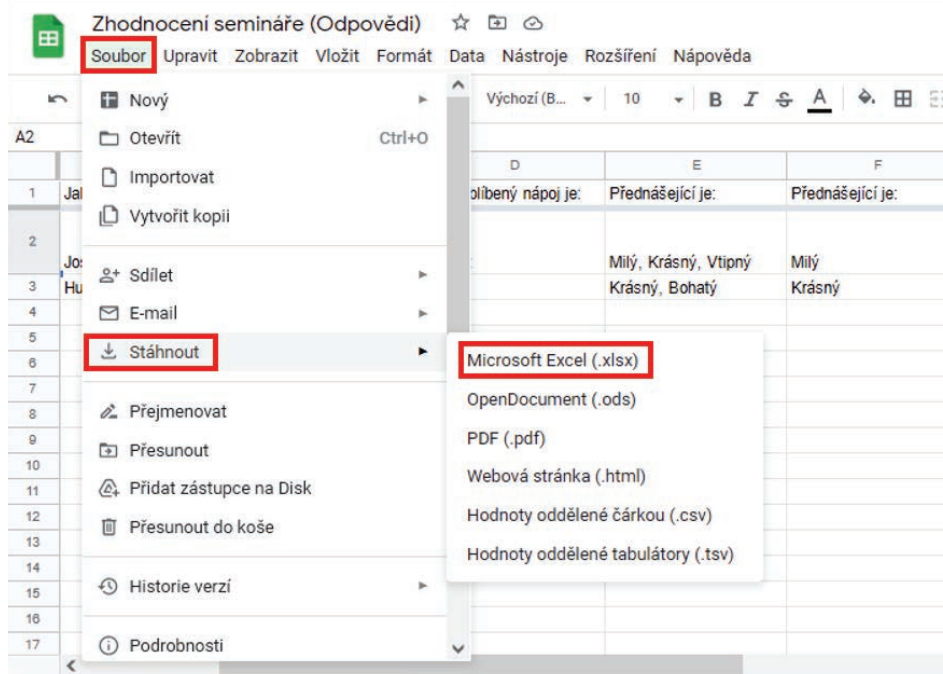 Zhodnocení semináře (Odpovědi)
Soubor Upravit Zobrazit Vložit Formát Data Nástroje Rozšíření Nápověda
Výchozí (B... 10 B I S A
A2
Nový
Otevřít Ctrl+O
Importovat
Vytvořit kopii
Sdílet
E-mail
Stáhnout
Přejmenovat
Přesunout
Přidat zástupce na Disk
Přesunout do koše
Historie verzí
Podrobnosti
Microsoft Excel (.xlsx)
OpenDocument (.ods)
PDF (.pdf)
Webová stránka (.html)
Hodnoty oddělené čárkou (.csv)
Hodnoty oddělené tabulátory (.tsv)
D E F
1 nápoj je: Přednášející je: Přednášející je:
2 Milý, Krásný, Vtipný Milý
3 Hu Krásný, Bohatý Krásný
4
5
6
7
8
9
10
11
12
13
14
15
16
17